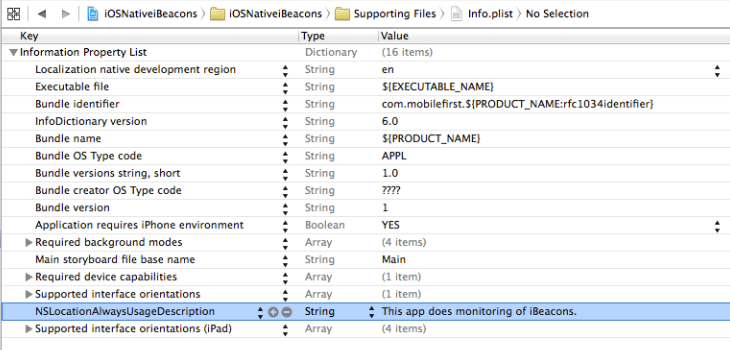 iOSNativeiBeacons iOSNativeiBeacons Supporting Files Info.plist No Selection
Key Type Value
Information Property List Dictionary (16 items)
Localization native development region String en
Executable file String ${EXECUTABLE_NAME}
Bundle identifier String com.mobilefirst.${PRODUCT_NAME:rfc1034identifier}
InfoDictionary version String 6.0
Bundle name String ${PRODUCT_NAME}
Bundle OS Type code String APPL
Bundle versions string, short String 1.0
Bundle creator OS Type code String ????
Bundle version String 1
Application requires iPhone environment Boolean YES
Required background modes Array (4 items)
Main storyboard file base name String Main
Required device capabilities Array (1 item)
Supported interface orientations Array (1 item)
NSLocationAlwaysUsageDescription String This app does monitoring of iBeacons.
Supported interface orientations (iPad) Array (4 items)